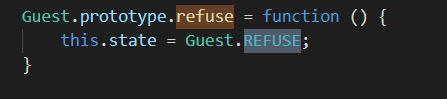 Guest.prototype.refuse = function () {
    this.state = Guest.REFUSE;
}